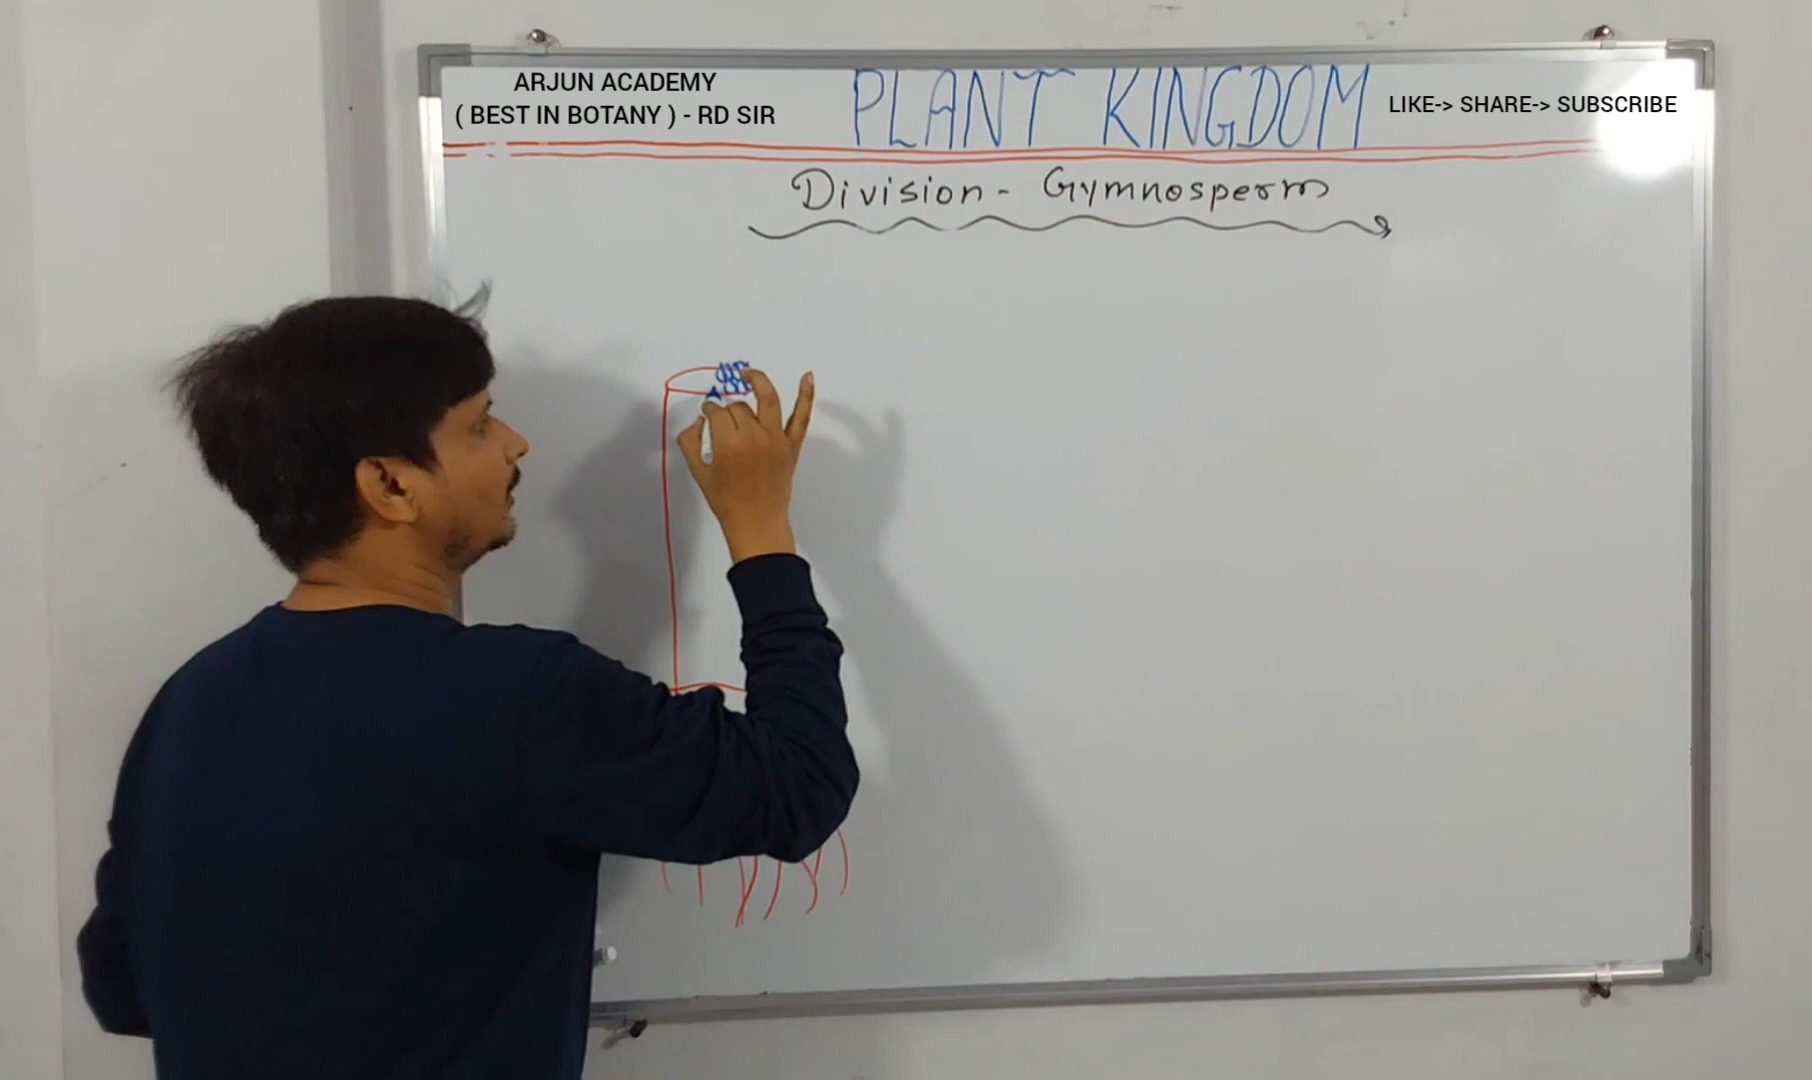 ARJUN ACADEMY
( BEST IN BOTANY ) - RD SIR
PLANT KINGDOM
LIKE-> SHARE-> SUBSCRIBE
Division - Gymnosperm